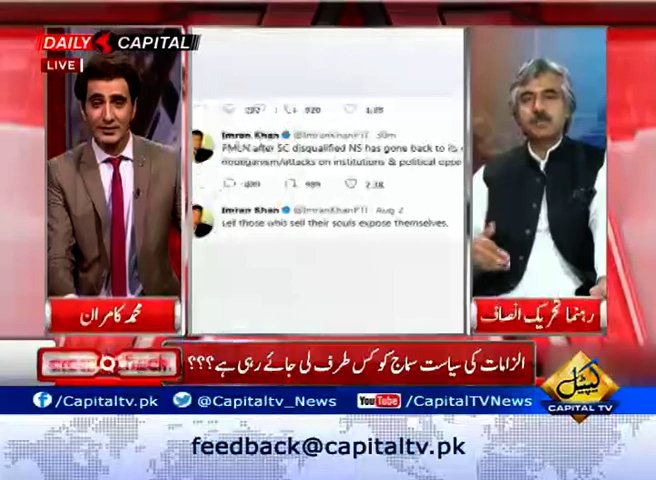 DAILY CAPITAL
LIVE
Imran Khan @ImranKhanPTI 30m
PMLN after SC disqualified NS has gone back to its
hooliganism/attacks on institutions & political oppo
Imran Khan @ImranKhanPTI Aug 2
Let those who sell their souls expose themselves.
محمد کامران
رہنما تحریک انصاف
الزامات کی سیاست سماج کو کس طرف لی جائے رہی ہے؟؟؟
کیپیٹل
CAPITAL TV
/Capitaltv.pk
@Capitaltv_News
YouTube /CapitalTVNews
feedback@capitaltv.pk